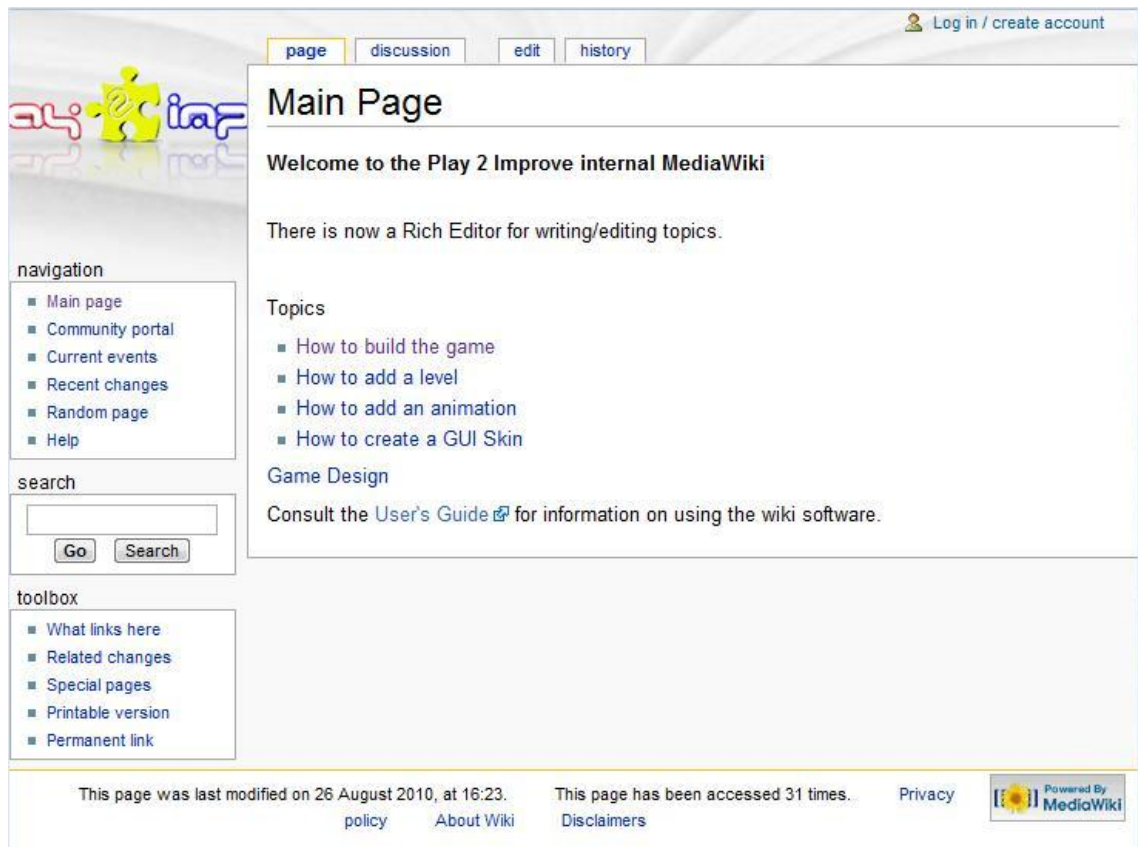 Log in / create account
page discussion edit history
Main Page
Welcome to the Play 2 Improve internal MediaWiki
There is now a Rich Editor for writing/editing topics.
Topics
How to build the game
How to add a level
How to add an animation
How to create a GUI Skin
Game Design
Consult the User's Guide for information on using the wiki software.
navigation
Main page
Community portal
Current events
Recent changes
Random page
Help
search
Go Search
toolbox
What links here
Related changes
Special pages
Printable version
Permanent link
This page was last modified on 26 August 2010, at 16:23. This page has been accessed 31 times. Privacy
policy About Wiki Disclaimers
Powered By
MediaWiki